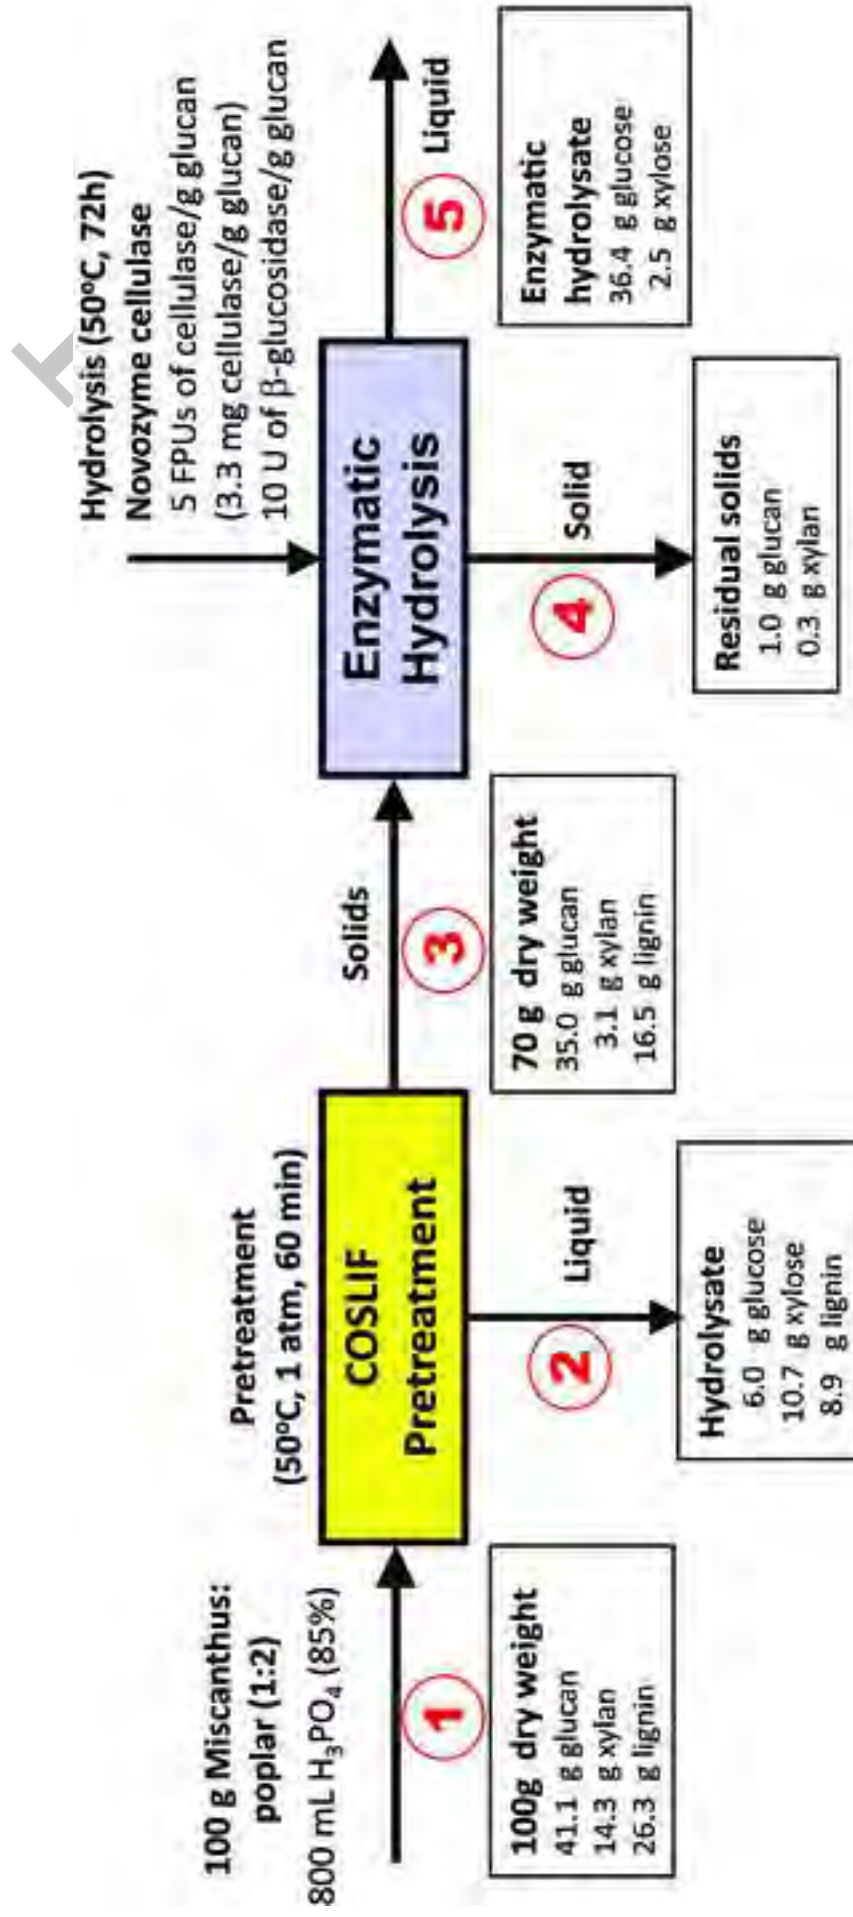 100 g Miscanthus:
poplar (1:2)
800 mL H₃PO₄ (85%)
1
100g dry weight
41.1 g glucan
14.3 g xylan
26.3 g lignin
Pretreatment
(50ºC, 1 atm, 60 min)
COSLIF
Pretreatment
2
Liquid
Hydrolysate
6.0 g glucose
10.7 g xylose
8.9 g lignin
Solids
3
70 g dry weight
35.0 g glucan
3.1 g xylan
16.5 g lignin
Hydrolysis (50ºC, 72h)
Novozyme cellulase
5 FPUs of cellulase/g glucan
(3.3 mg cellulase/g glucan)
10 U of β-glucosidase/g glucan
Enzymatic
Hydrolysis
4
Solid
Residual solids
1.0 g glucan
0.3 g xylan
5
Liquid
Enzymatic
hydrolysate
36.4 g glucose
2.5 g xylose